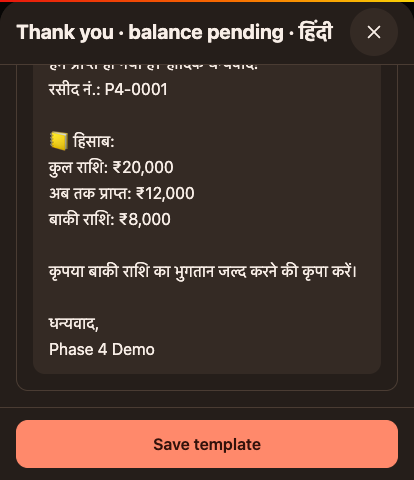 Thank you · balance pending · हिंदी
रसीद नं.: P4-0001
📒 हिसाब:
कुल राशि: ₹20,000
अब तक प्राप्त: ₹12,000
बाकी राशि: ₹8,000
कृपया बाकी राशि का भुगतान जल्द करने की कृपा करें।
धन्यवाद,
Phase 4 Demo
Save template